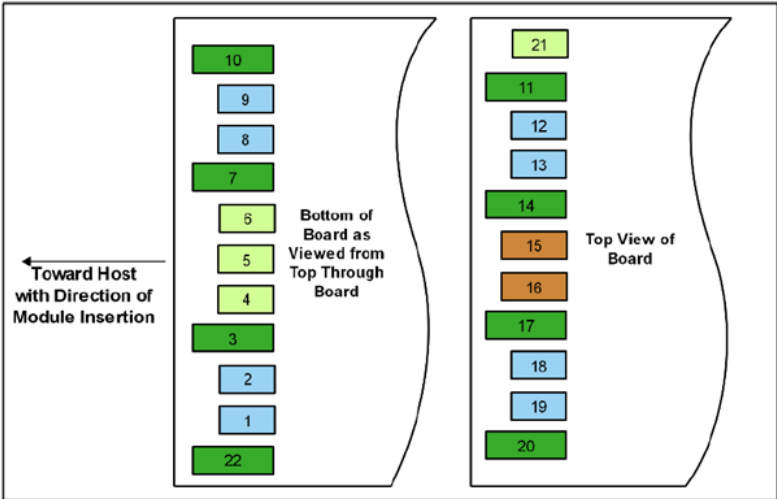 10
9
8
7
6
5
4
3
2
1
22
Bottom of
Board as
Viewed from
Top Through
Board
Toward Host
with Direction of
Module Insertion
21
11
12
13
14
15
16
17
18
19
20
Top View of
Board